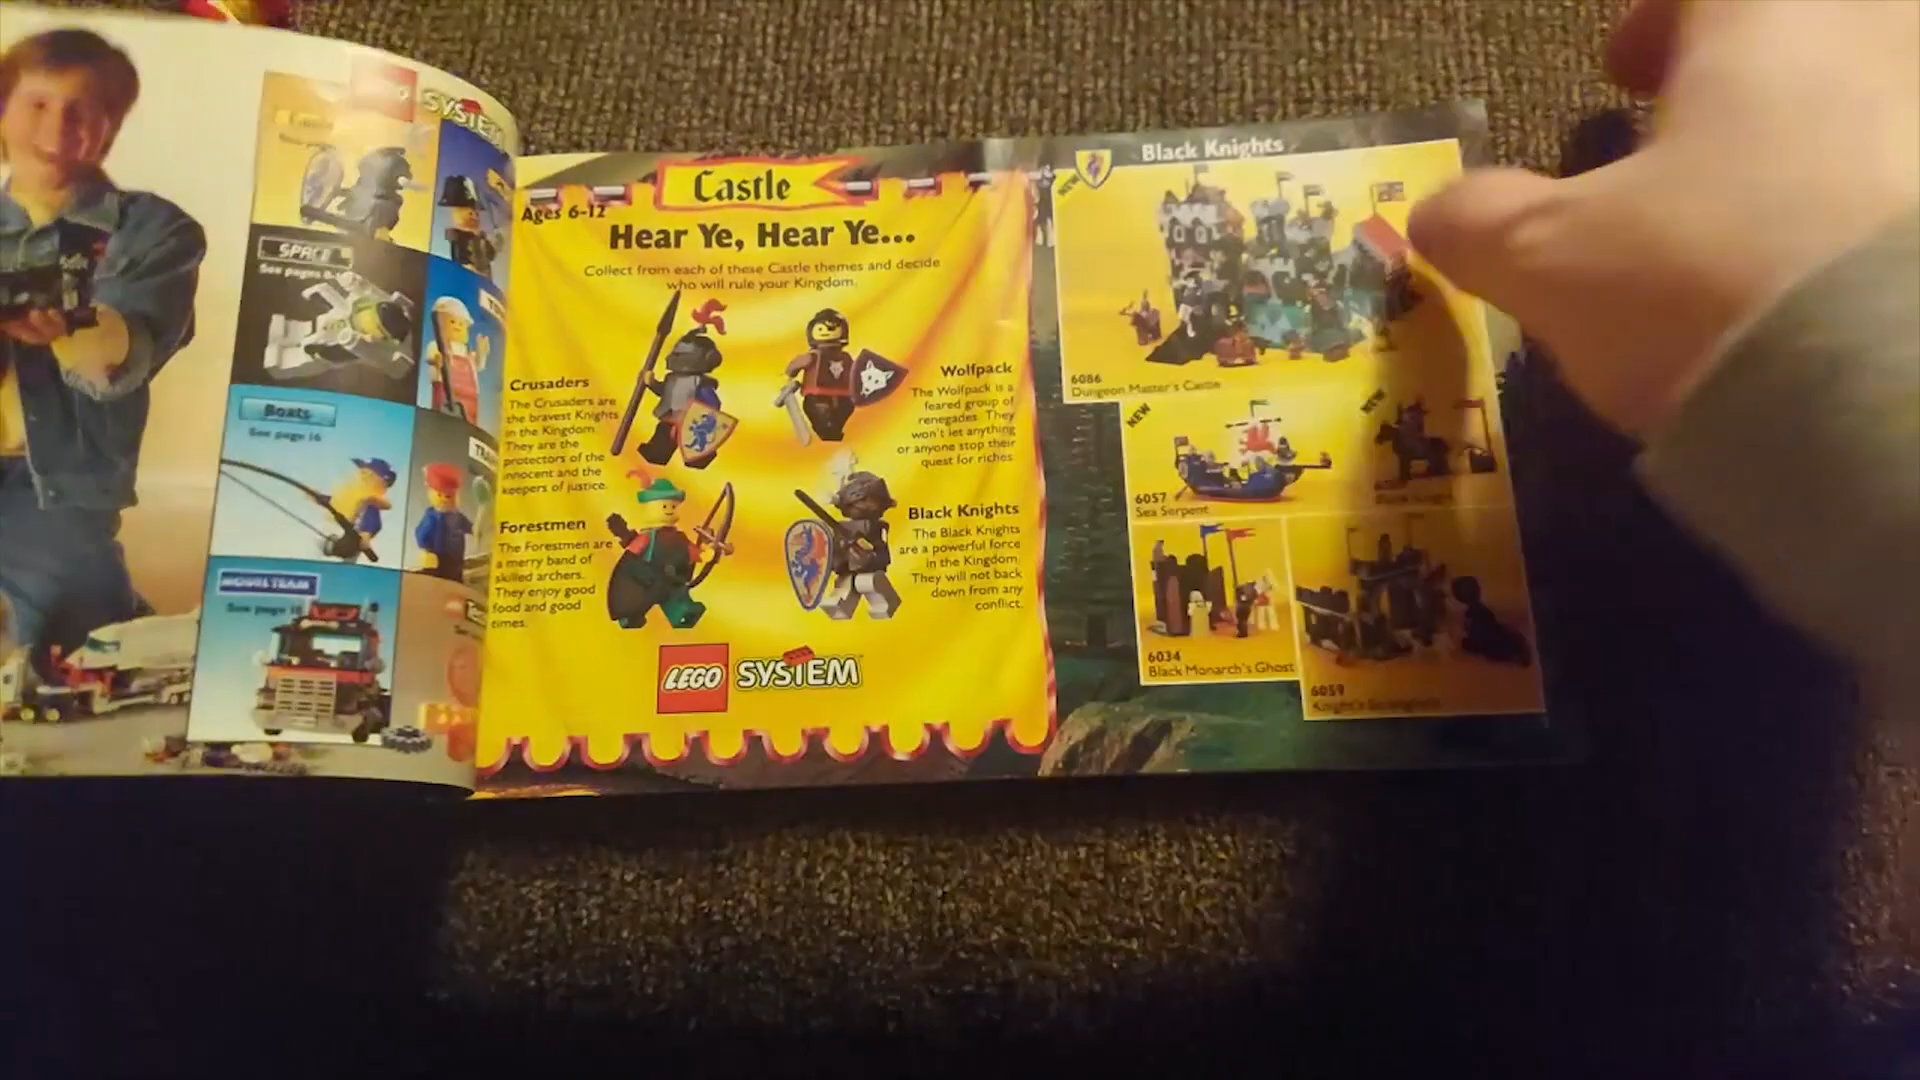 LEGO SYSTEM
SPACE
See pages
Boats
See page 16
MODEL TEAM
See page
Castle
Ages 6-12
Hear Ye, Hear Ye...
Collect from each of these Castle themes and decide
who will rule your Kingdom.
Crusaders
The Crusaders are
the bravest Knights
in the Kingdom.
They are the
protectors of the
innocent and the
keepers of justice.
Wolfpack
The Wolfpack is a
feared group of
renegades. They
won't let anything
or anyone stop their
quest for riches.
Forestmen
The Forestmen are
a merry band of
skilled archers.
They enjoy good
food and good
times.
Black Knights
The Black Knights
are a powerful force
in the Kingdom.
They will not back
down from any
conflict.
LEGO SYSTEM
Black Knights
NEW
6086
Dungeon Master's Castle
NEW
6057
Sea Serpent
NEW
6034
Black Monarch's Ghost
6059
Knight's Stronghold